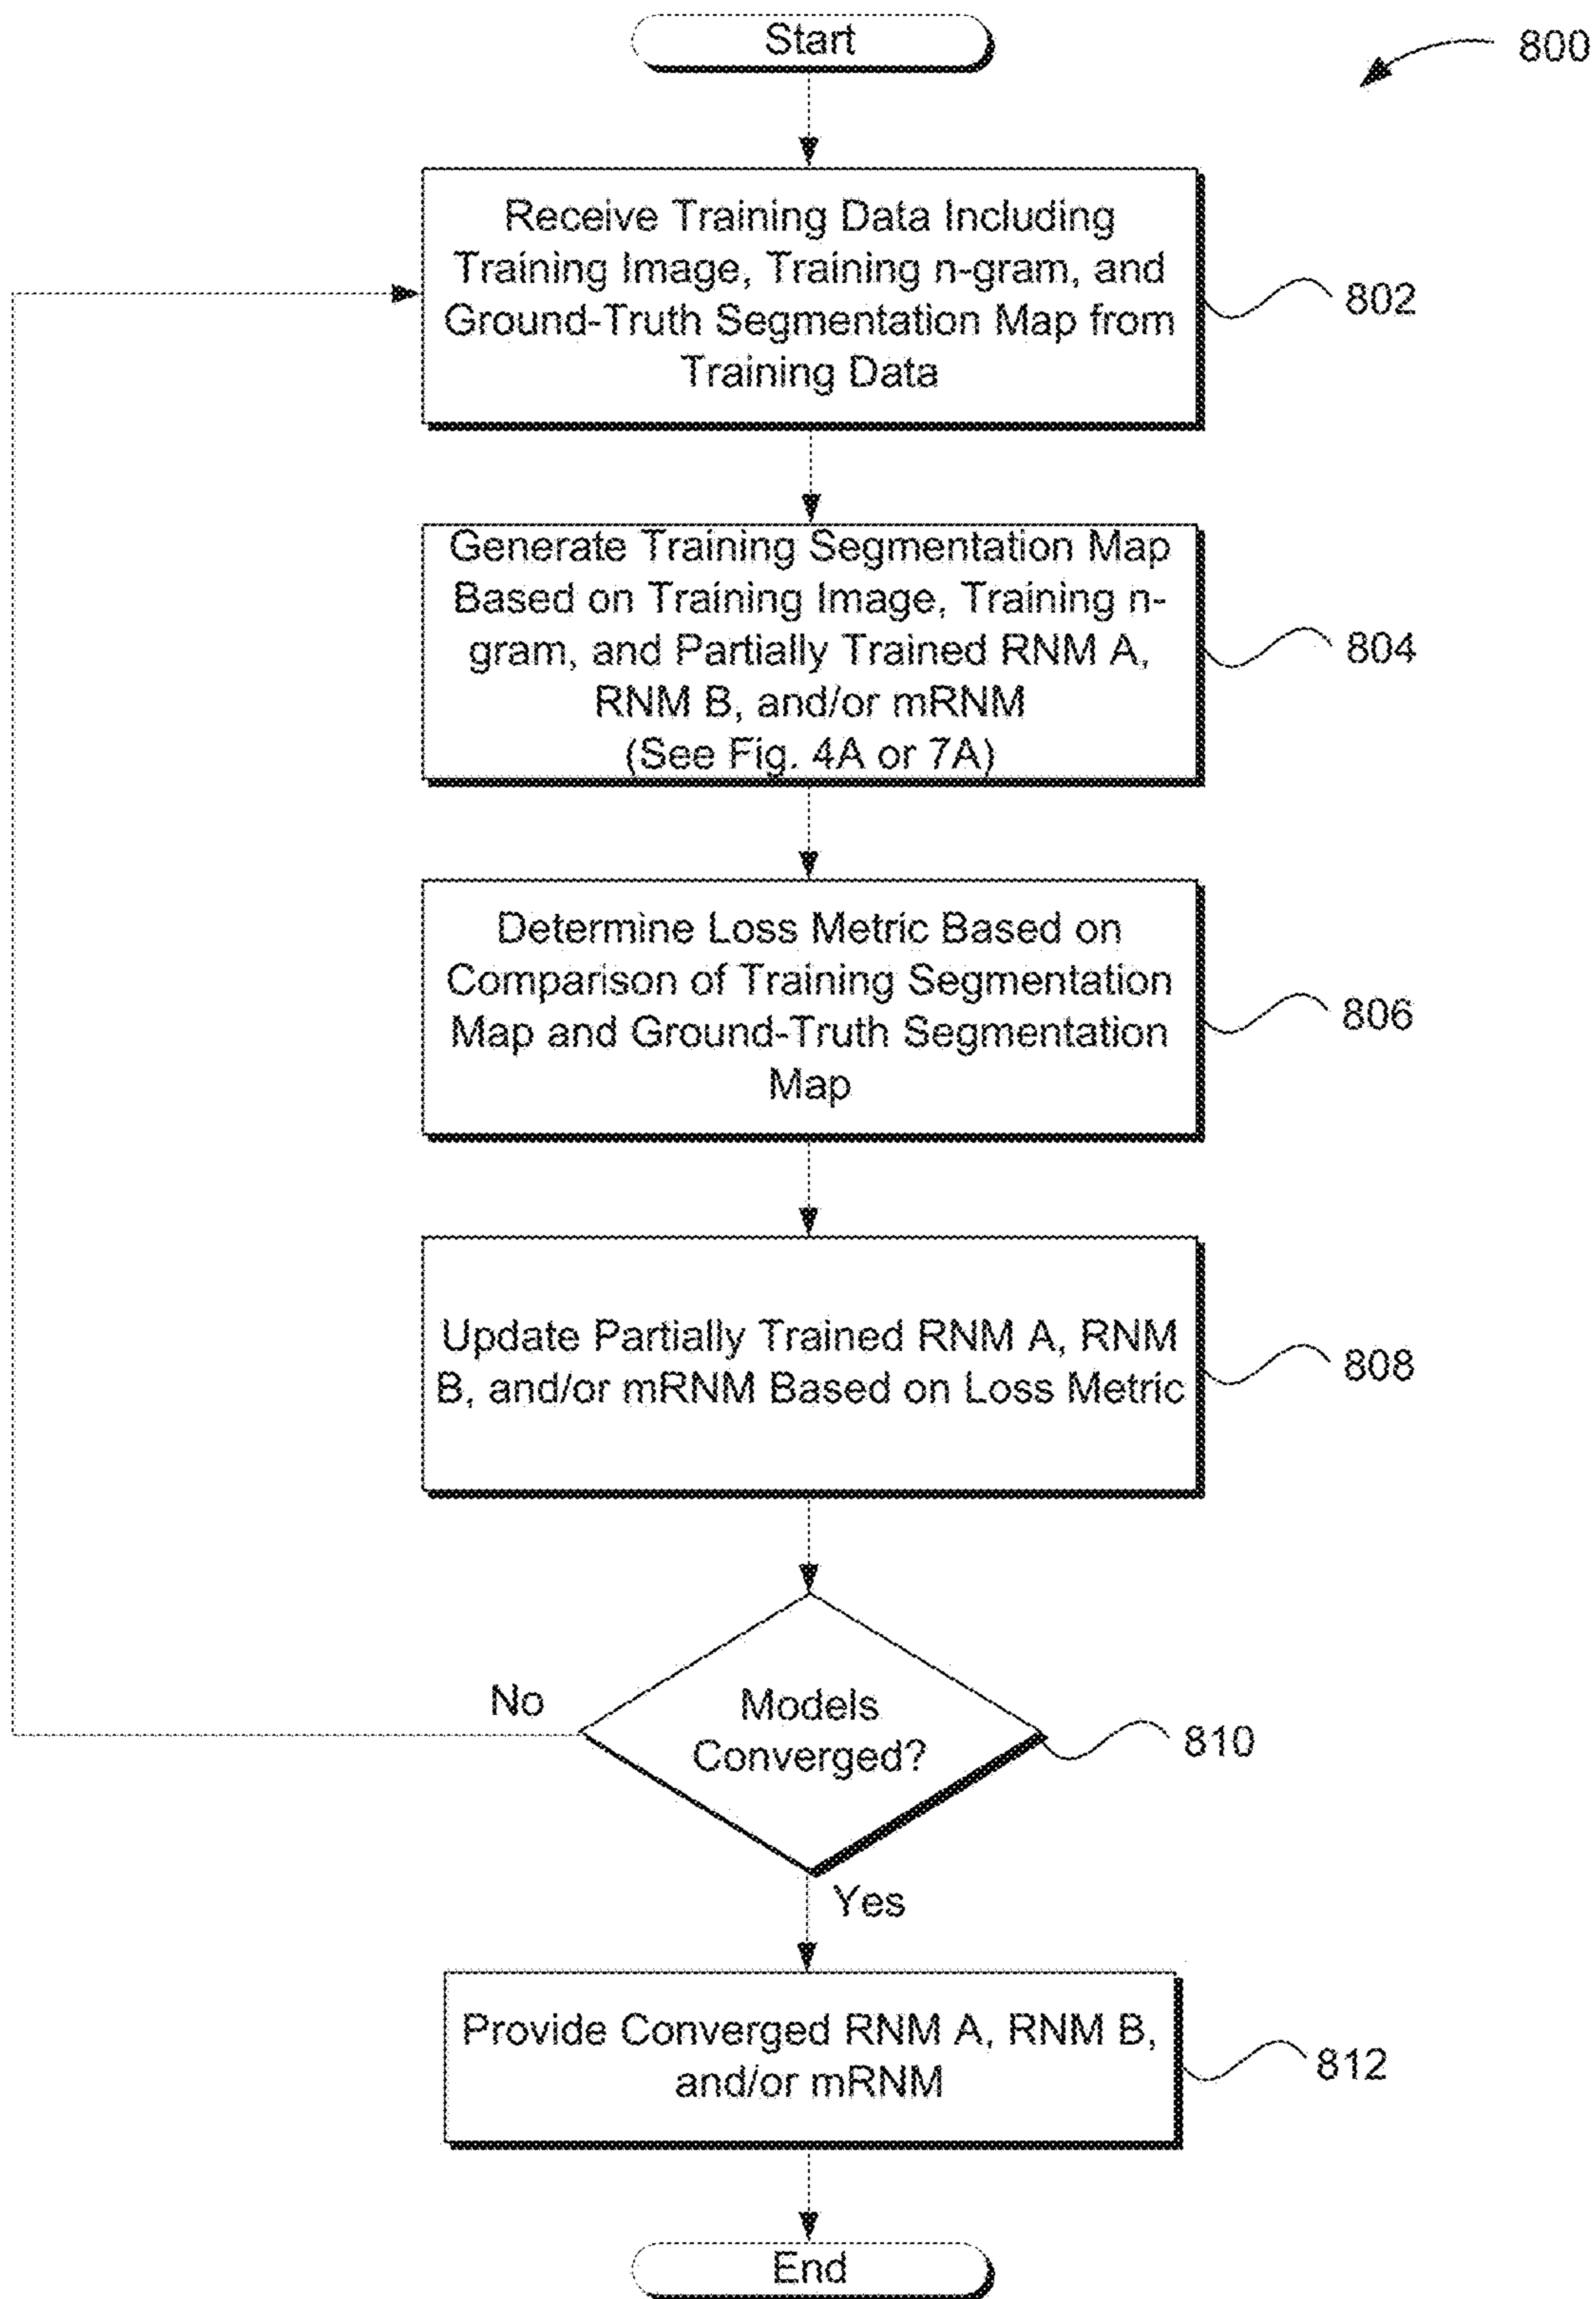 Start
800
Receive Training Data Including
Training Image, Training n-gram, and
Ground-Truth Segmentation Map from
Training Data
802
Generate Training Segmentation Map
Based on Training Image, Training n-
gram, and Partially Trained RNM A,
RNM B, and/or mRNM
(See Fig. 4A or 7A)
804
Determine Loss Metric Based on
Comparison of Training Segmentation
Map and Ground-Truth Segmentation
Map
806
Update Partially Trained RNM A, RNM
B, and/or mRNM Based on Loss Metric
808
No
Models
Converged?
810
Yes
Provide Converged RNM A, RNM B,
and/or mRNM
812
End